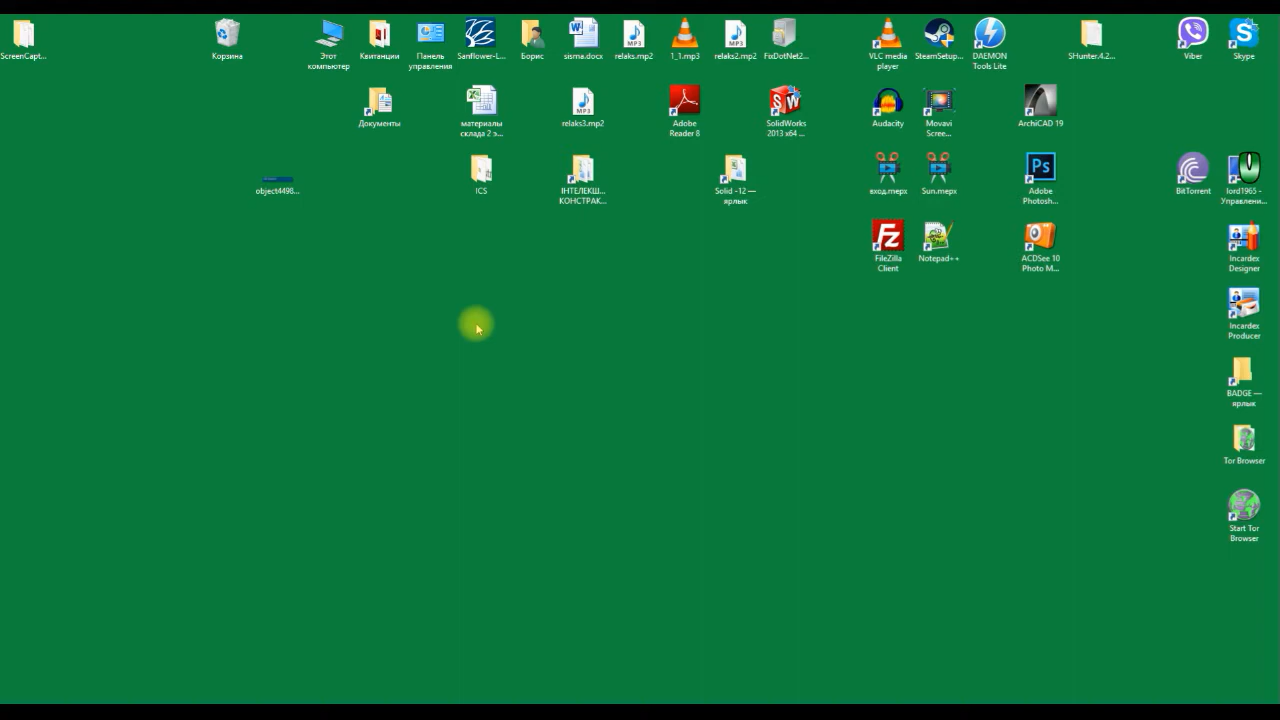 ScreenCapt...
Корзина
Этот
компьютер
Квитанции
Панель
управления
Sanflower-L...
Борис
sisma.docx
relaks.mp2
1_1.mp3
relaks2.mp2
FixDotNet2...
VLC media
player
SteamSetup...
DAEMON
Tools Lite
SHunter.4.2...
Viber
Skype
Документы
материалы
склада 2 э...
relaks3.mp2
Adobe
Reader 8
SolidWorks
2013 x64 ...
Audacity
Movavi
Scree...
ArchiCAD 19
object4498...
ICS
ІНТЕЛЕКШ...
КОНСТРАК...
Solid -12 —
ярлык
вход.mepx
Sun.mepx
Adobe
Photosh...
BitTorrent
lord1965 -
Управлени...
FileZilla
Client
Notepad++
ACDSee 10
Photo M...
Incardex
Designer
Incardex
Producer
BADGE —
ярлык
Tor Browser
Start Tor
Browser